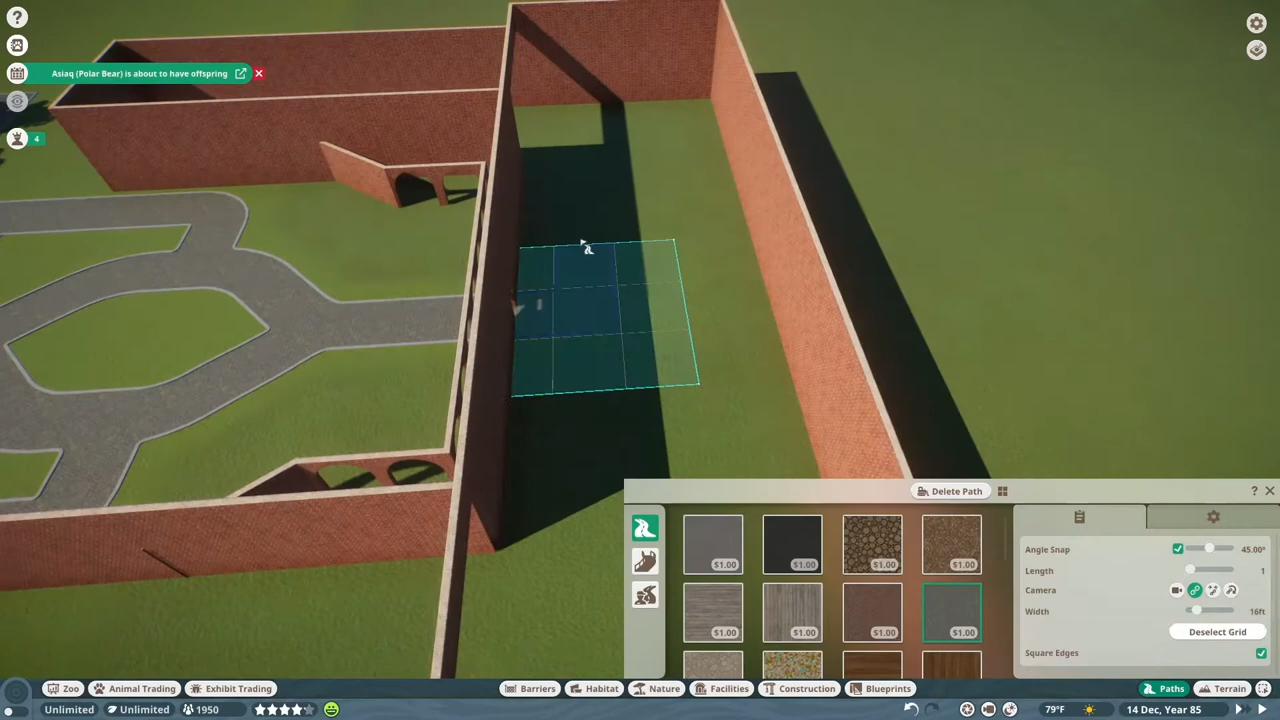 ?
Asiaq (Polar Bear) is about to have offspring
4
Delete Path
?
$1.00
$1.00
$1.00
$1.00
$1.00
$1.00
$1.00
$1.00
Angle Snap
45.00°
Length
1
Camera
Width
16ft
Deselect Grid
Square Edges
Zoo
Animal Trading
Exhibit Trading
Barriers
Habitat
Nature
Facilities
Construction
Blueprints
Paths
Terrain
Unlimited
Unlimited
1950
79°F
14 Dec, Year 85